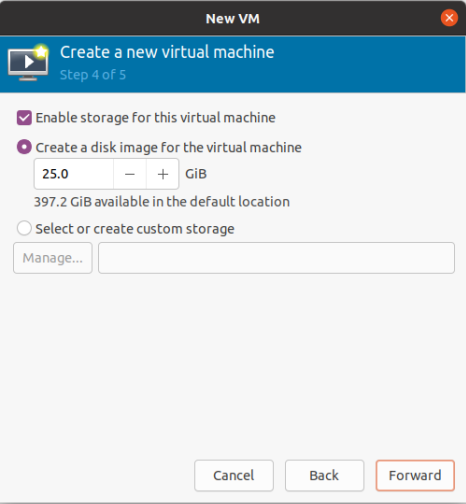 New VM
Create a new virtual machine
Step 4 of 5
Enable storage for this virtual machine
Create a disk image for the virtual machine
25.0 − + GiB
397.2 GiB available in the default location
Select or create custom storage
Manage...
Cancel Back Forward